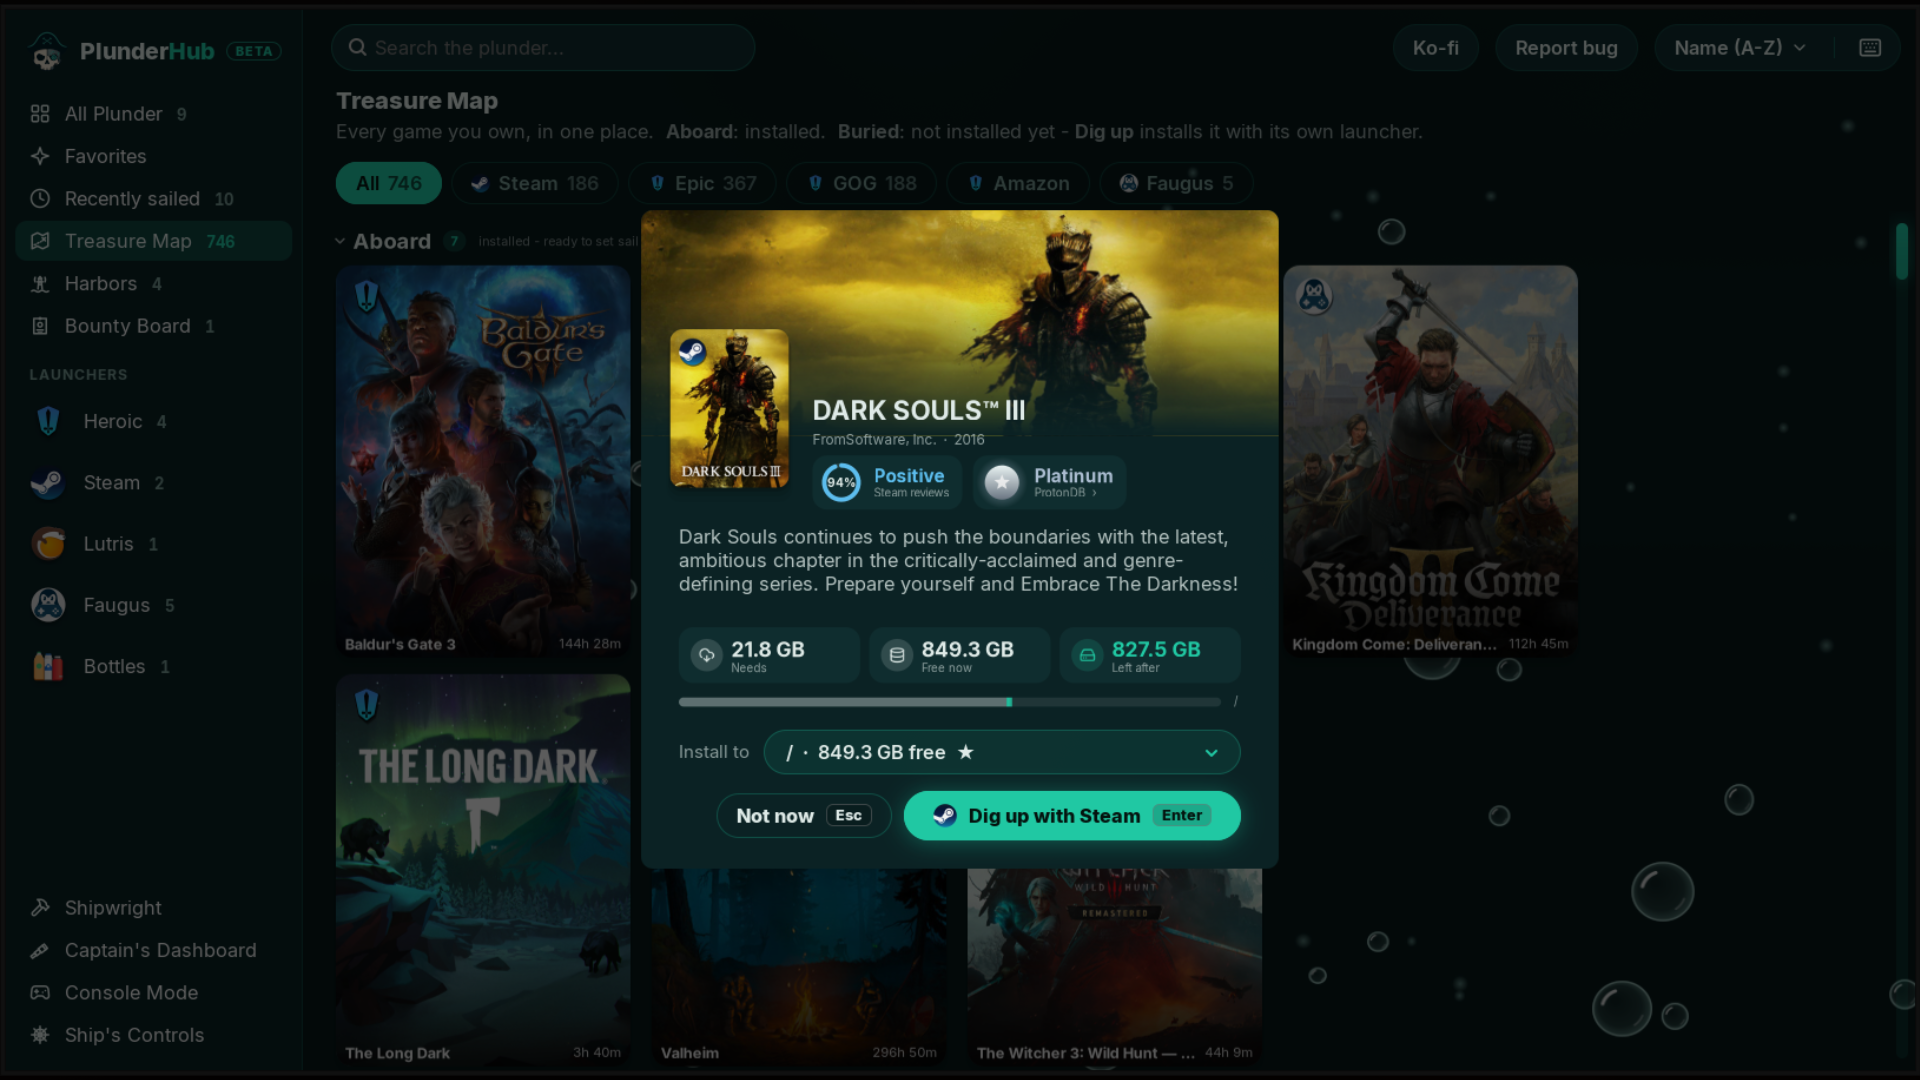 PlunderHub BETA
Search the plunder...
Ko-fi
Report bug
Name (A-Z)
All Plunder 9
Favorites
Recently sailed 10
Treasure Map 746
Harbors 4
Bounty Board 1
LAUNCHERS
Heroic 4
Steam 2
Lutris 1
Faugus 5
Bottles 1
Shipwright
Captain's Dashboard
Console Mode
Ship's Controls
Treasure Map
Every game you own, in one place. Aboard: installed. Buried: not installed yet - Dig up installs it with its own launcher.
All 746
Steam 186
Epic 367
GOG 188
Amazon
Faugus 5
Aboard 7 installed - ready to set sail
Baldur's
Gate
Baldur's Gate 3 144h 28m
Kingdom Come
II
Deliverance
Kingdom Come: Deliveran... 112h 45m
DARK SOULS III
DARK SOULS™ III
FromSoftware, Inc. · 2016
94% Positive
Steam reviews
Platinum
ProtonDB ›
Dark Souls continues to push the boundaries with the latest,
ambitious chapter in the critically-acclaimed and genre-
defining series. Prepare yourself and Embrace The Darkness!
21.8 GB
Needs
849.3 GB
Free now
827.5 GB
Left after
/
Install to / · 849.3 GB free ★
Not now Esc
Dig up with Steam Enter
THE LONG DARK
The Long Dark 3h 40m
Valheim 296h 50m
WITCHER
WILD HUNT
REMASTERED
The Witcher 3: Wild Hunt — ... 44h 9m